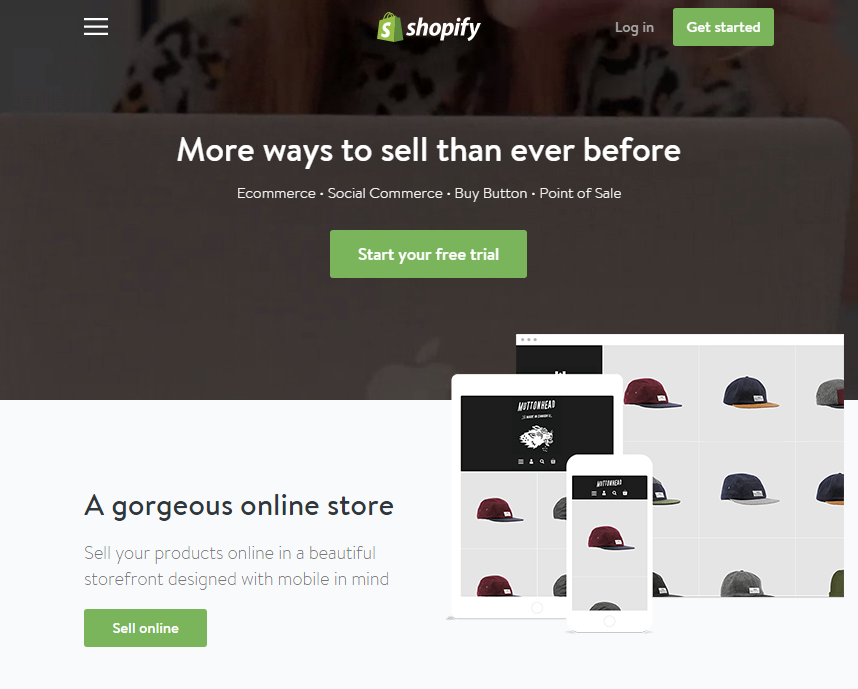 shopify
Log in
Get started
More ways to sell than ever before
Ecommerce • Social Commerce • Buy Button • Point of Sale
Start your free trial
MUTTONHEAD
MUTTONHEAD
A gorgeous online store
Sell your products online in a beautiful
storefront designed with mobile in mind
Sell online